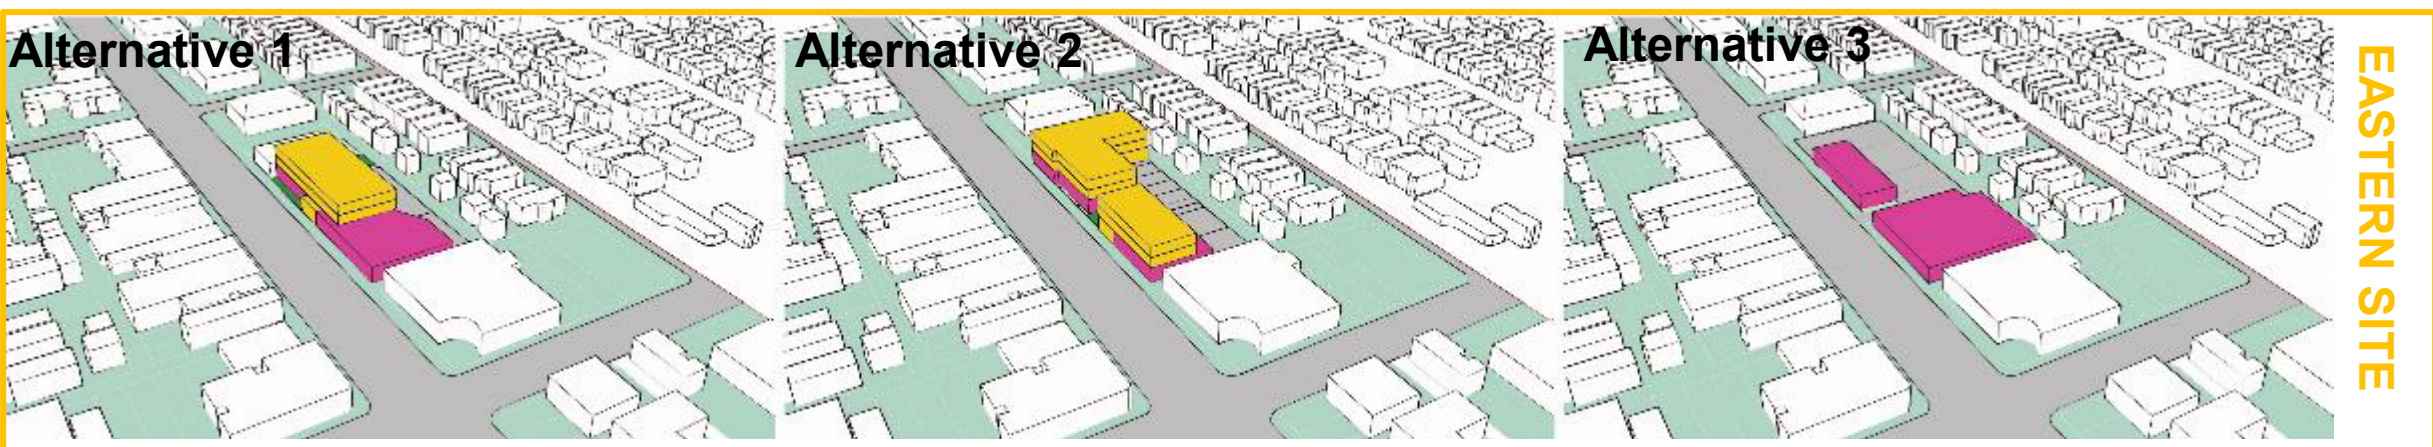 Alternative 1
Alternative 2
Alternative 3
EASTERN SITE